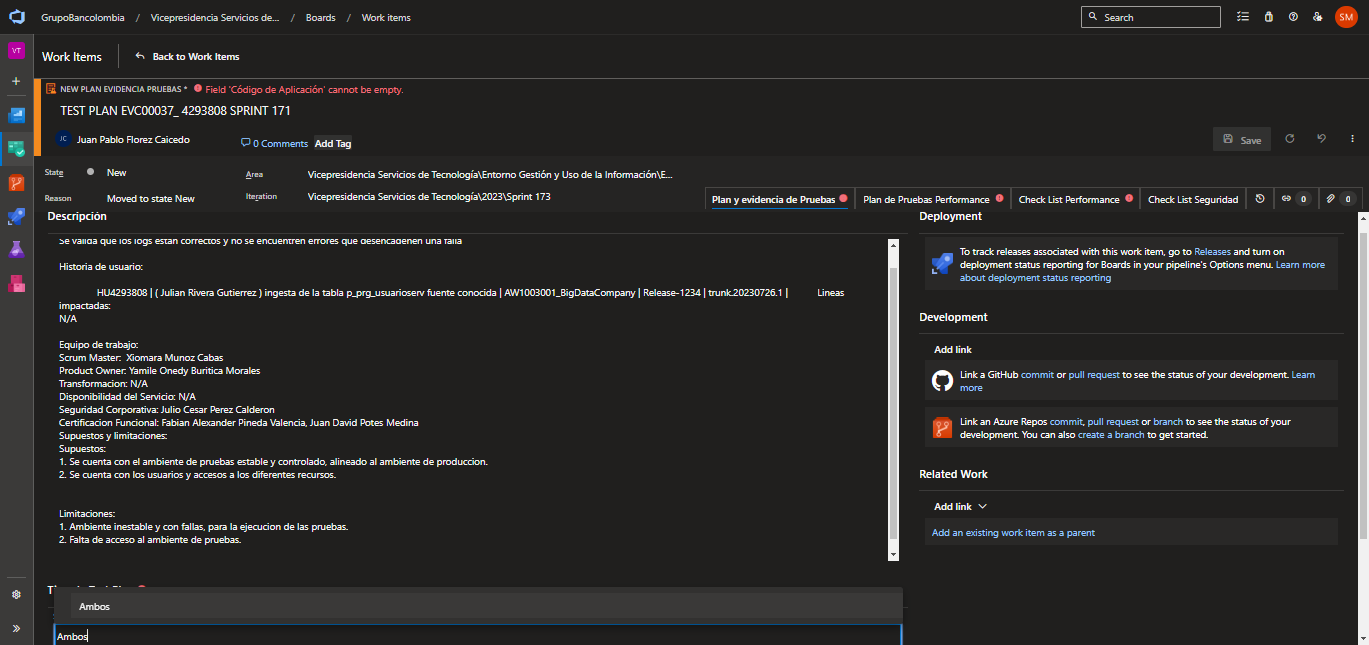 GrupoBancolombia / Vicepresidencia Servicios de... / Boards / Work items
Search
SM
VT
Work Items
Back to Work Items
NEW PLAN EVIDENCIA PRUEBAS * Field 'Código de Aplicación' cannot be empty.
TEST PLAN EVC00037_ 4293808 SPRINT 171
JC Juan Pablo Florez Caicedo
0 Comments Add Tag
Save
State New
Area Vicepresidencia Servicios de Tecnología\Entorno Gestión y Uso de la Información\E...
Reason Moved to state New
Iteration Vicepresidencia Servicios de Tecnología\2023\Sprint 173
Plan y evidencia de Pruebas
Plan de Pruebas Performance
Check List Performance
Check List Seguridad
0
0
Descripción
Se valida que los logs estan correctos y no se encuentren errores que desencadenen una falla
Historia de usuario:
HU4293808 | ( Julian Rivera Gutierrez ) ingesta de la tabla p_prg_usuarioserv fuente conocida | AW1003001_BigDataCompany | Release-1234 | trunk.20230726.1 | Lineas
impactadas:
N/A
Equipo de trabajo:
Scrum Master: Xiomara Munoz Cabas
Product Owner: Yamile Onedy Buritica Morales
Transformacion: N/A
Disponibilidad del Servicio: N/A
Seguridad Corporativa: Julio Cesar Perez Calderon
Certificacion Funcional: Fabian Alexander Pineda Valencia, Juan David Potes Medina
Supuestos y limitaciones:
Supuestos:
1. Se cuenta con el ambiente de pruebas estable y controlado, alineado al ambiente de produccion.
2. Se cuenta con los usuarios y accesos a los diferentes recursos.
Limitaciones:
1. Ambiente inestable y con fallas, para la ejecucion de las pruebas.
2. Falta de acceso al ambiente de pruebas.
Ambos
Ambos
Deployment
To track releases associated with this work item, go to Releases and turn on
deployment status reporting for Boards in your pipeline's Options menu. Learn more
about deployment status reporting
Development
Add link
Link a GitHub commit or pull request to see the status of your development. Learn
more
Link an Azure Repos commit, pull request or branch to see the status of your
development. You can also create a branch to get started.
Related Work
Add link
Add an existing work item as a parent